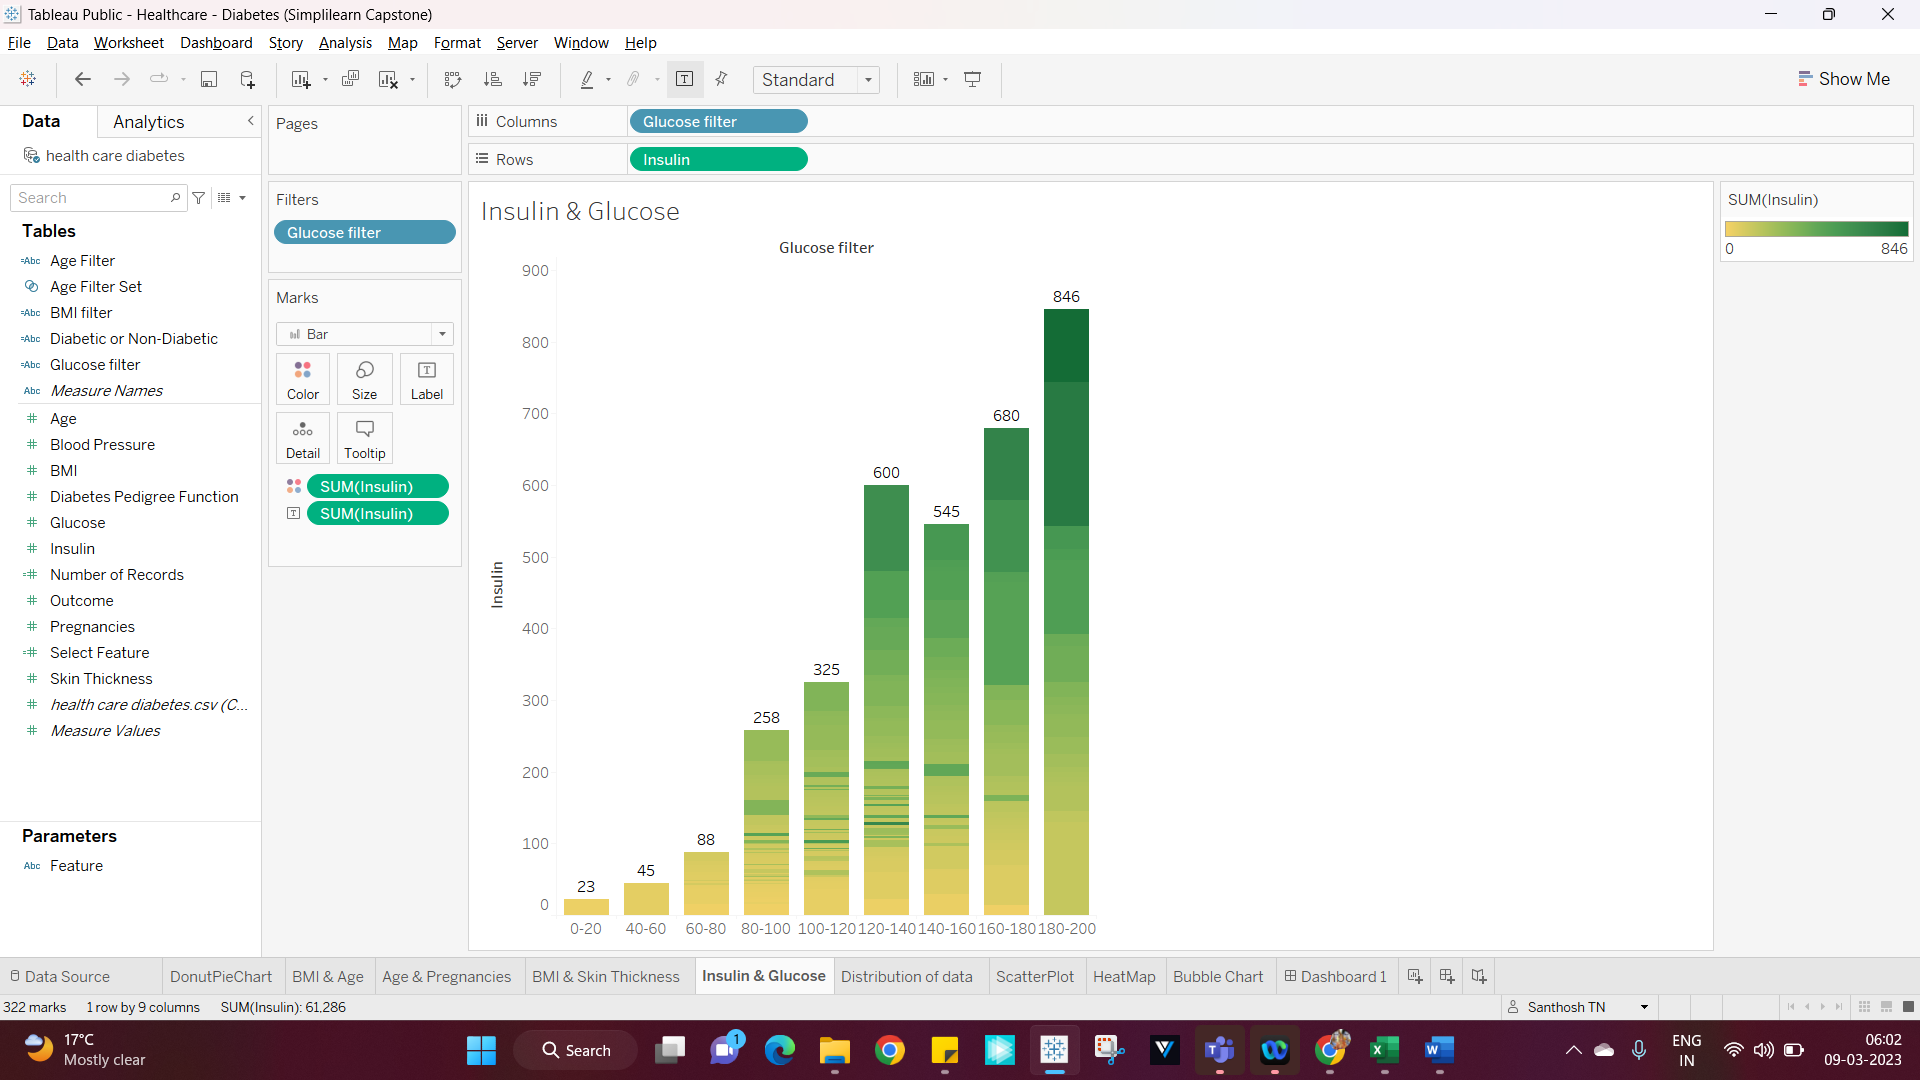 Tableau Public - Healthcare - Diabetes (Simplilearn Capstone)
File Data Worksheet Dashboard Story Analysis Map Format Server Window Help
Standard
Show Me
Data Analytics
health care diabetes
Search
Tables
=Abc Age Filter
Age Filter Set
=Abc BMI filter
=Abc Diabetic or Non-Diabetic
=Abc Glucose filter
Abc Measure Names
# Age
# Blood Pressure
# BMI
# Diabetes Pedigree Function
# Glucose
# Insulin
=# Number of Records
# Outcome
# Pregnancies
=# Select Feature
# Skin Thickness
# health care diabetes.csv (C...
# Measure Values
Parameters
Abc Feature
Pages
Filters
Glucose filter
Marks
Bar
Color Size Label
Detail Tooltip
SUM(Insulin)
SUM(Insulin)
Columns Glucose filter
Rows Insulin
Insulin & Glucose
Glucose filter
900
800
700
600
500
400
300
200
100
0
Insulin
23 45 88 258 325 600 545 680 846
0-20 40-60 60-80 80-100 100-120 120-140 140-160 160-180 180-200
SUM(Insulin)
0 846
Data Source DonutPieChart BMI & Age Age & Pregnancies BMI & Skin Thickness Insulin & Glucose Distribution of data ScatterPlot HeatMap Bubble Chart Dashboard 1
322 marks 1 row by 9 columns SUM(Insulin): 61,286 Santhosh TN
17°C
Mostly clear
Search
1
ENG
IN
06:02
09-03-2023